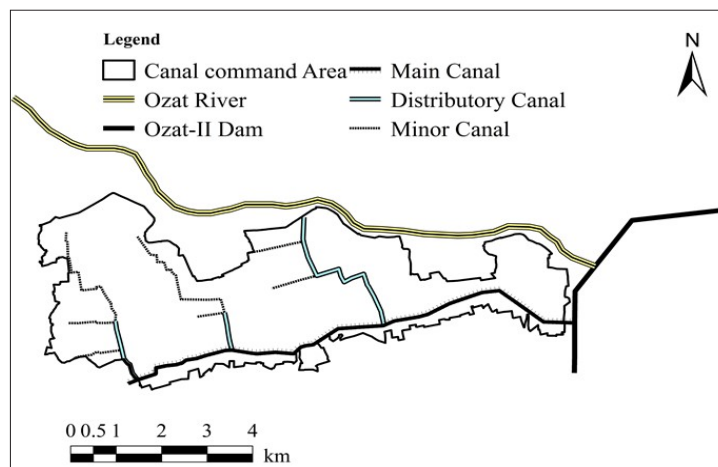 Legend
N
Canal command Area
Main Canal
Ozat River
Distributory Canal
Ozat-II Dam
Minor Canal
0 0.5 1 2 3 4
km